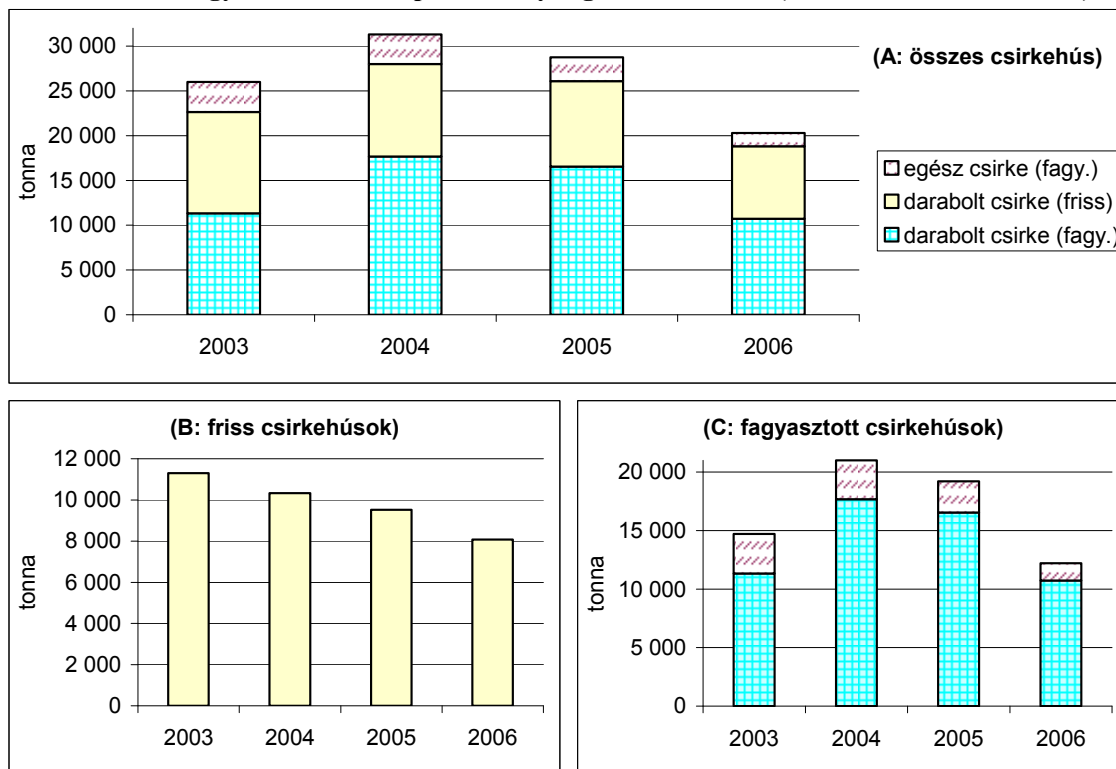 30 000
25 000
20 000
15 000
10 000
5 000
0
tonna
2003 2004 2005 2006
(A: összes csirkehús)
egész csirke (fagy.)
darabolt csirke (friss)
darabolt csirke (fagy.)
(B: friss csirkehúsok)
12 000
10 000
8 000
6 000
4 000
2 000
0
tonna
2003 2004 2005 2006
(C: fagyasztott csirkehúsok)
20 000
15 000
10 000
5 000
0
tonna
2003 2004 2005 2006